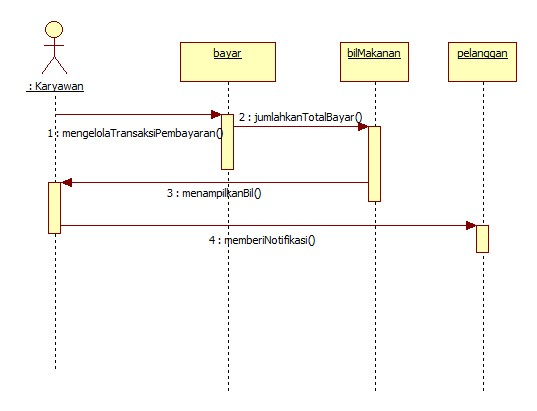 bayar
bilMakanan
pelanggan
: Karyawan
2 : jumlahkanTotalBayar()
1 : mengelolaTransaksiPembayaran()
3 : menampilkanBil()
4 : memberiNotifikasi()